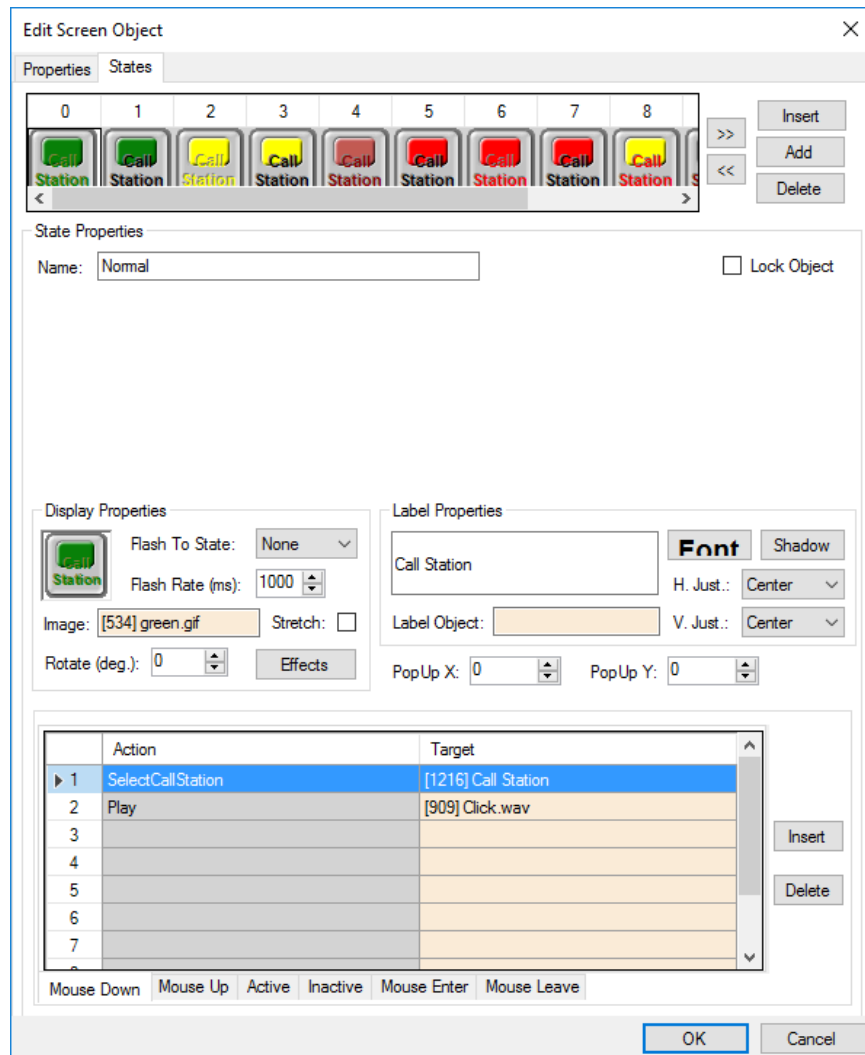 Edit Screen Object
Properties States
0 1 2 3 4 5 6 7 8
Call Call Call Call Call Call Call Call Call
Station Station Station Station Station Station Station Station Station S
>>
<<
Insert
Add
Delete
State Properties
Name: Normal Lock Object
Display Properties
Call
Station
Flash To State: None
Flash Rate (ms): 1000
Image: [534] green.gif Stretch:
Rotate (deg.): 0 Effects
Label Properties
Call Station
Font Shadow
H. Just.: Center
Label Object: V. Just.: Center
PopUp X: 0 PopUp Y: 0
Action Target
1 SelectCallStation [1216] Call Station
2 Play [909] Click.wav
3
4
5
6
7
Insert
Delete
Mouse Down Mouse Up Active Inactive Mouse Enter Mouse Leave
OK Cancel